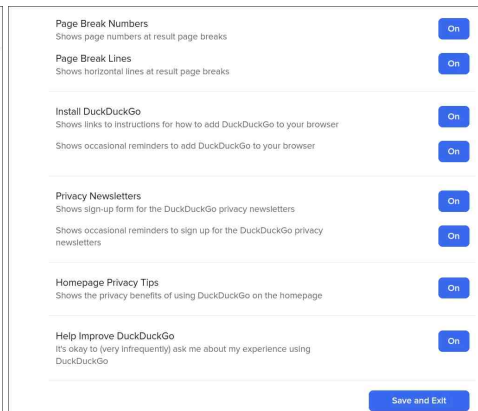 Page Break Numbers
On
Shows page numbers at result page breaks
Page Break Lines
On
Shows horizontal lines at result page breaks
Install DuckDuckGo
On
Shows links to instructions for how to add DuckDuckGo to your browser
Shows occasional reminders to add DuckDuckGo to your browser
On
Privacy Newsletters
On
Shows sign-up form for the DuckDuckGo privacy newsletters
Shows occasional reminders to sign up for the DuckDuckGo privacy
On
newsletters
Homepage Privacy Tips
On
Shows the privacy benefits of using DuckDuckGo on the homepage
Help Improve DuckDuckGo
On
It's okay to (very infrequently) ask me about my experience using
DuckDuckGo
Save and Exit